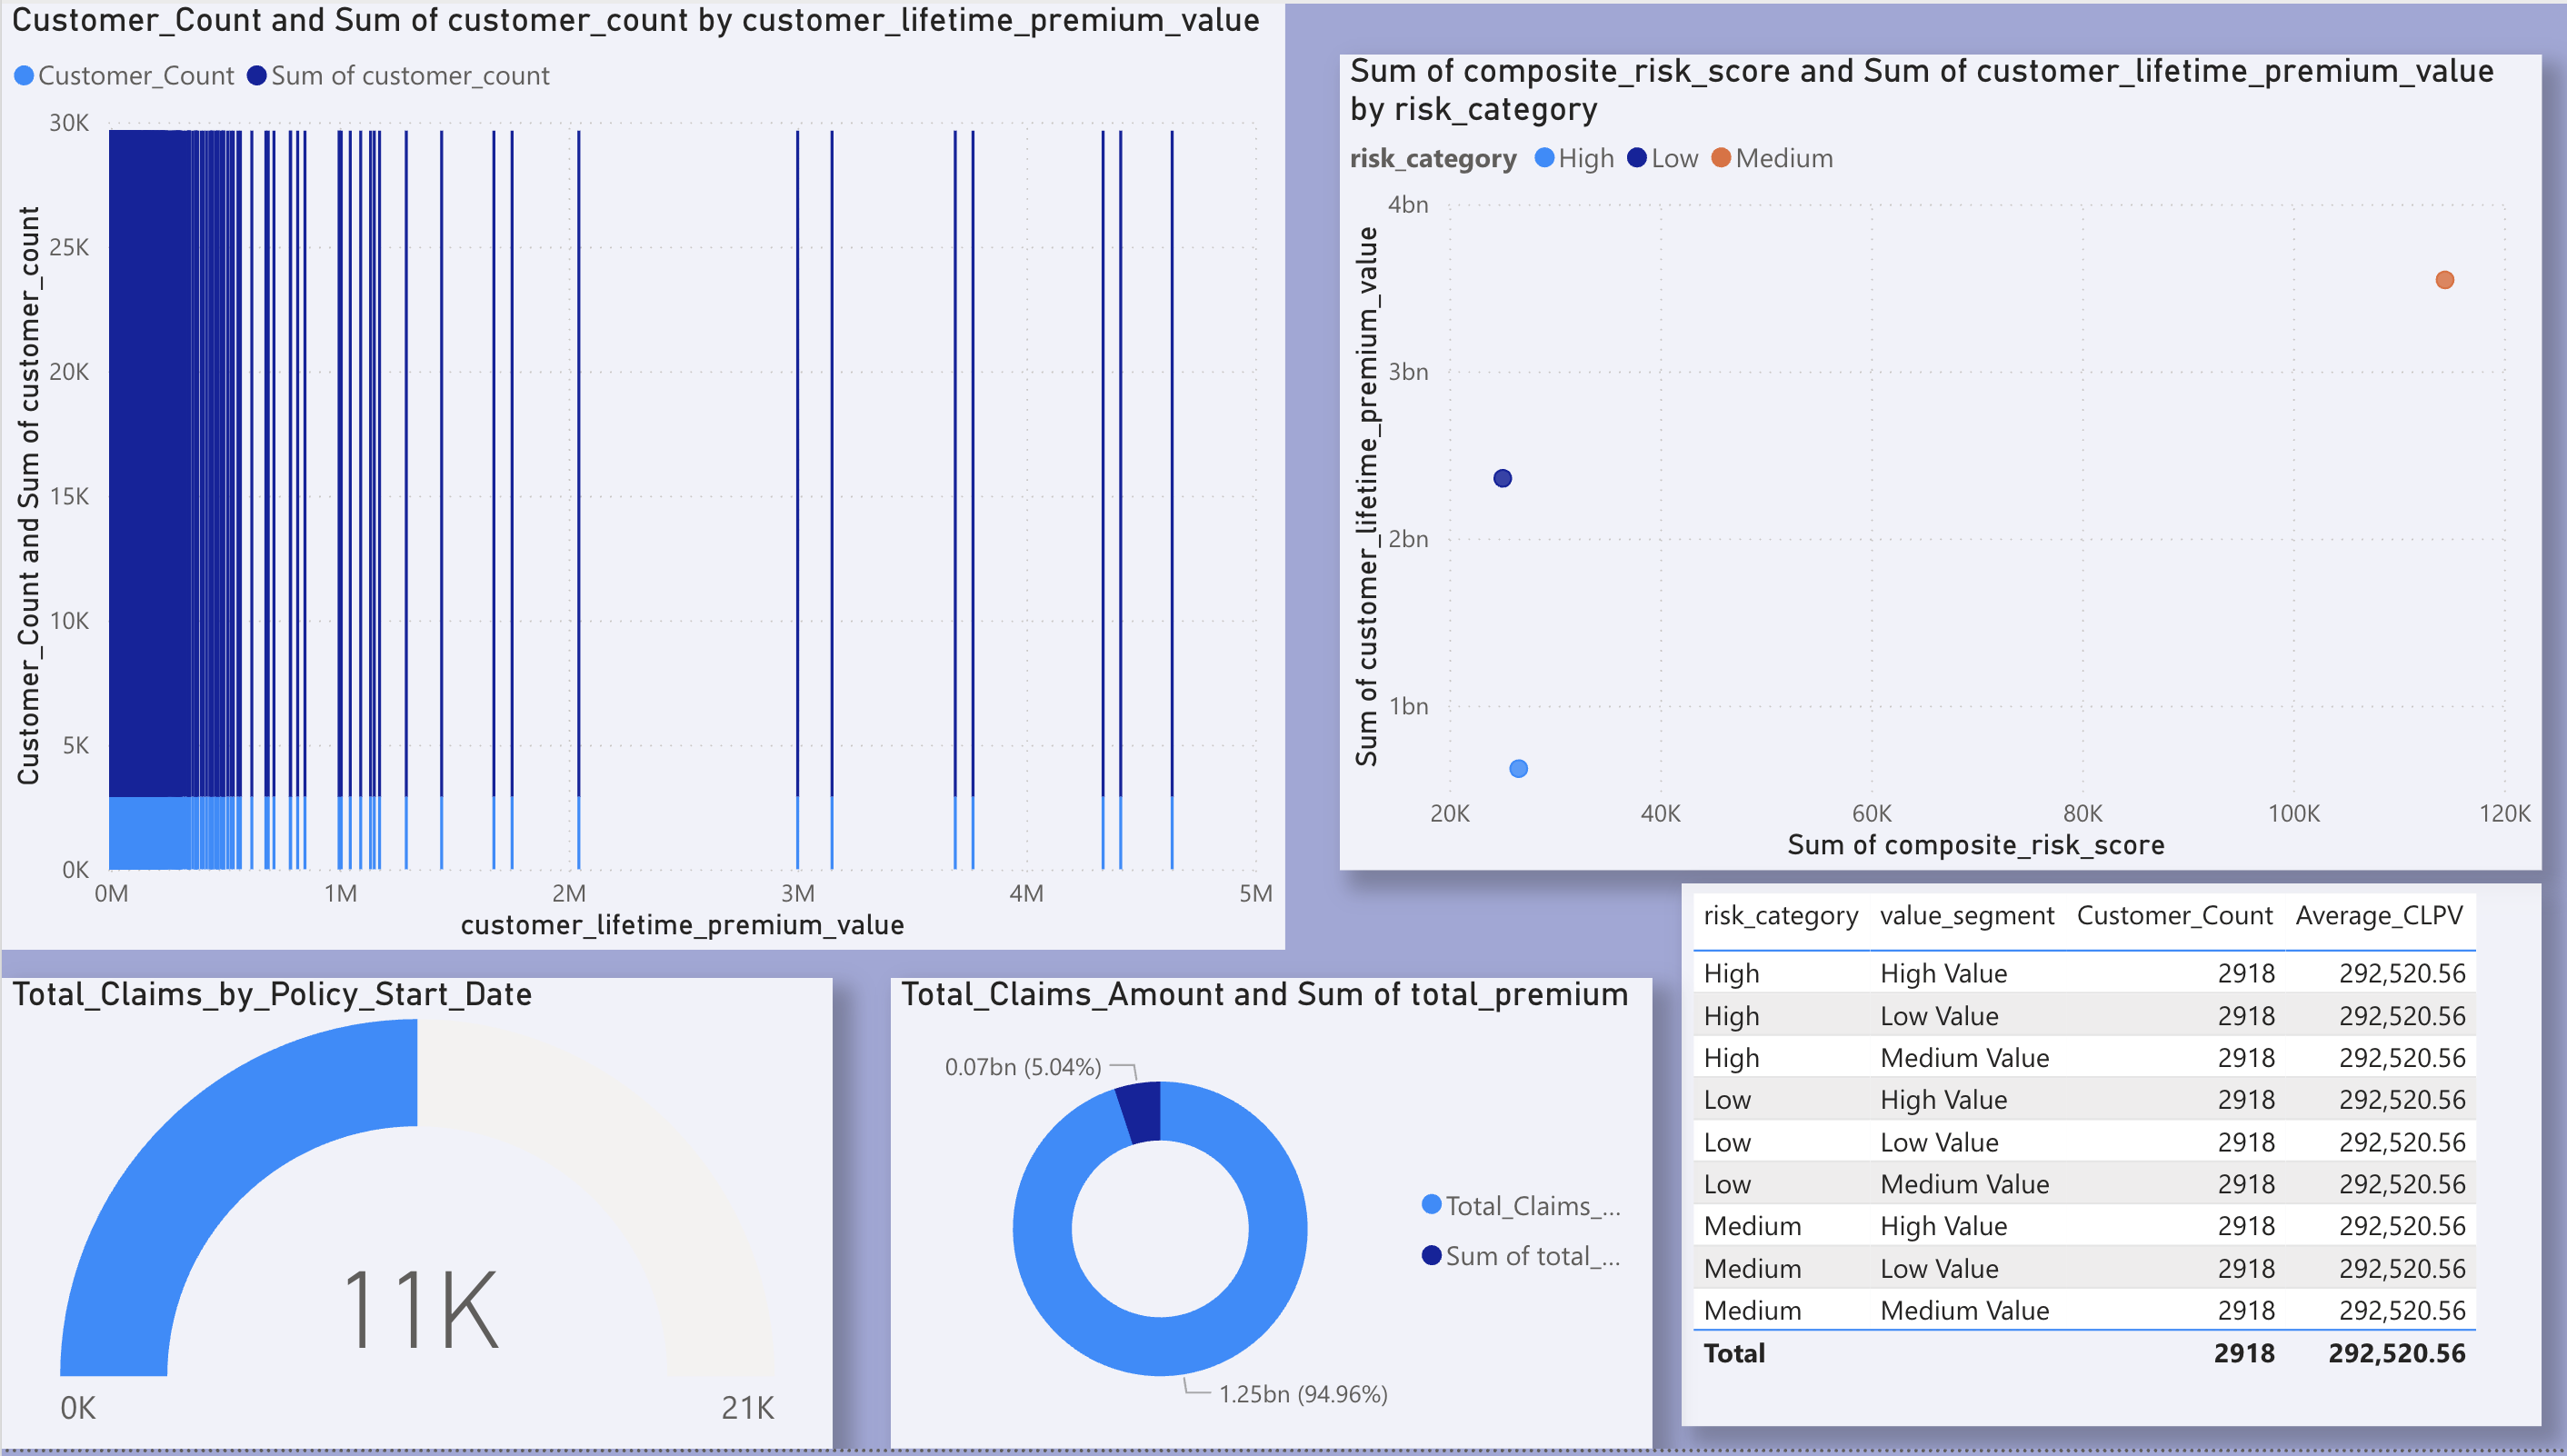 Customer_Count and Sum of customer_count by customer_lifetime_premium_value
Customer_Count Sum of customer_count
Customer_Count and Sum of customer_count
30K
25K
20K
15K
10K
5K
0K
0M 1M 2M 3M 4M 5M
customer_lifetime_premium_value
Sum of composite_risk_score and Sum of customer_lifetime_premium_value
by risk_category
risk_category High Low Medium
Sum of customer_lifetime_premium_value
4bn
3bn
2bn
1bn
20K 40K 60K 80K 100K 120K
Sum of composite_risk_score
Total_Claims_by_Policy_Start_Date
11K
0K 21K
Total_Claims_Amount and Sum of total_premium
0.07bn (5.04%)
Total_Claims_...
Sum of total_...
1.25bn (94.96%)
risk_category value_segment Customer_Count Average_CLPV
High High Value 2918 292,520.56
High Low Value 2918 292,520.56
High Medium Value 2918 292,520.56
Low High Value 2918 292,520.56
Low Low Value 2918 292,520.56
Low Medium Value 2918 292,520.56
Medium High Value 2918 292,520.56
Medium Low Value 2918 292,520.56
Medium Medium Value 2918 292,520.56
Total 2918 292,520.56